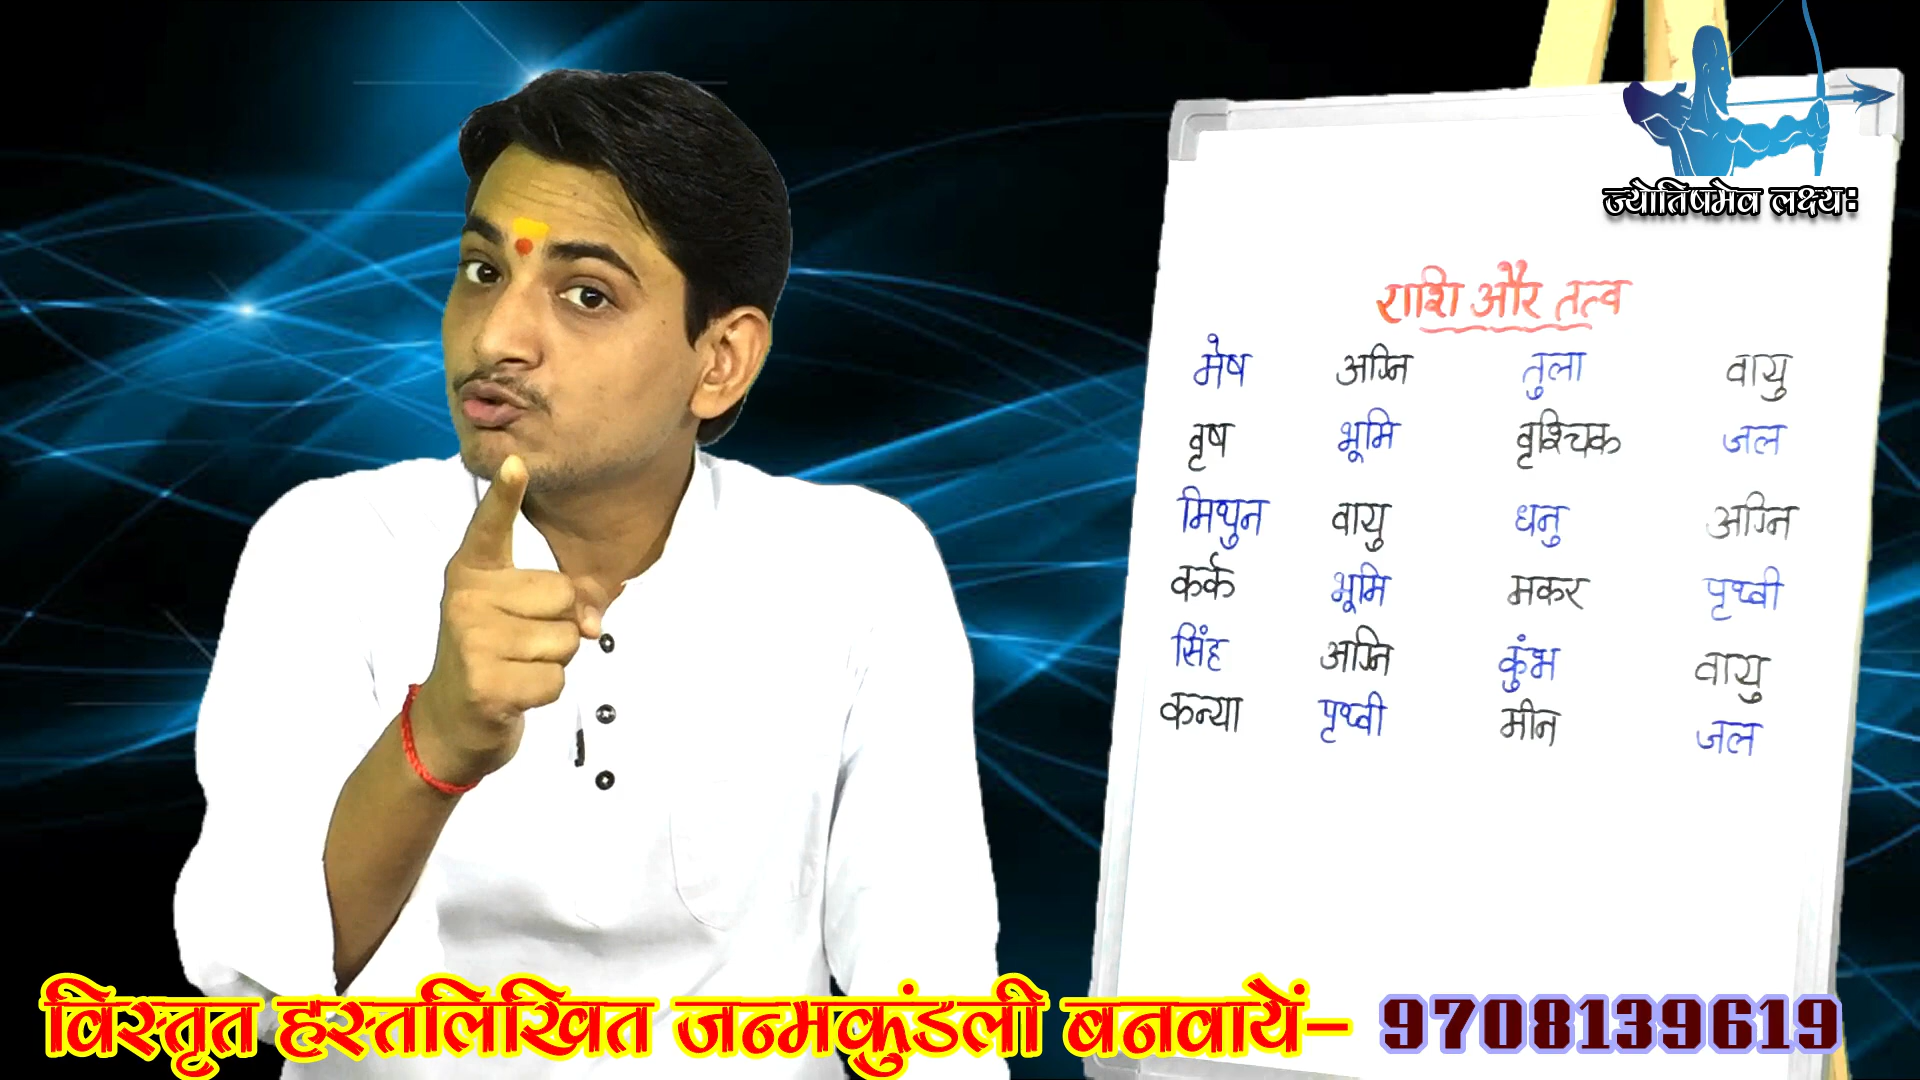 ज्योतिषमेव लक्ष्यः
राशि और तत्व
मेष अग्नि तुला वायु
वृष भूमि वृश्चिक जल
मिथुन वायु धनु अग्नि
कर्क भूमि मकर पृथ्वी
सिंह अग्नि कुंभ वायु
कन्या पृथ्वी मीन जल
विस्तृत हस्तलिखित जन्मकुंडली बनवायें- 9708139619